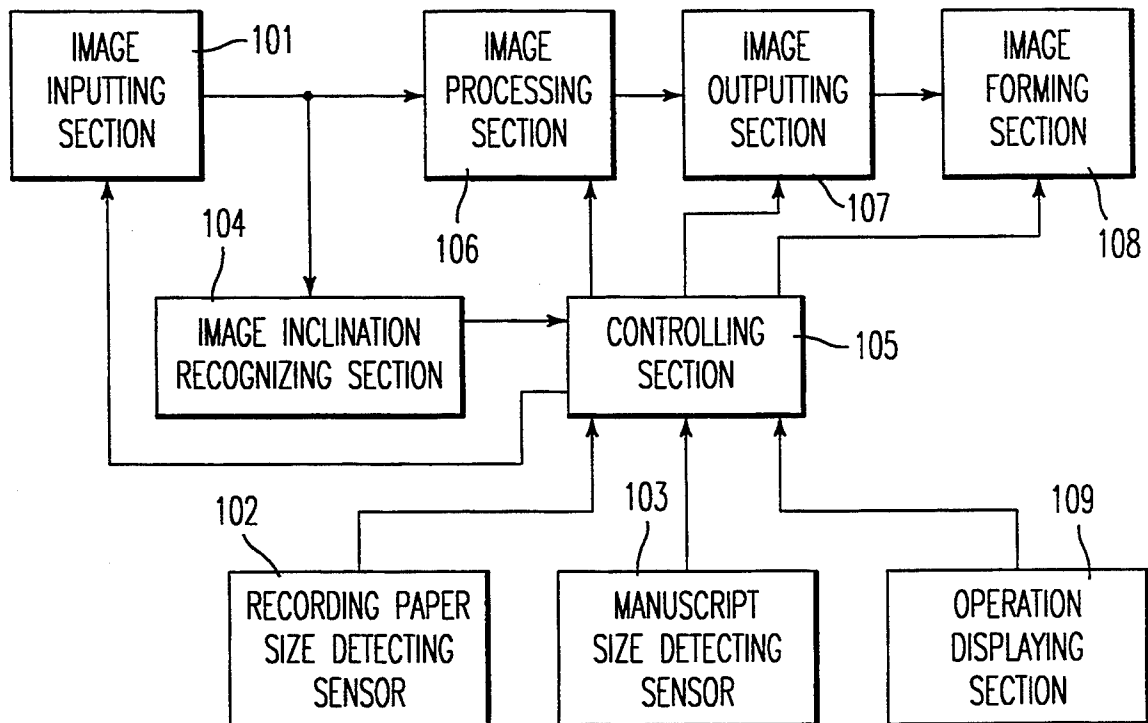 IMAGE
INPUTTING
SECTION
101
IMAGE
PROCESSING
SECTION
106
IMAGE
OUTPUTTING
SECTION
107
IMAGE
FORMING
SECTION
108
104
IMAGE INCLINATION
RECOGNIZING SECTION
CONTROLLING
SECTION
105
102
RECORDING PAPER
SIZE DETECTING
SENSOR
103
MANUSCRIPT
SIZE DETECTING
SENSOR
109
OPERATION
DISPLAYING
SECTION